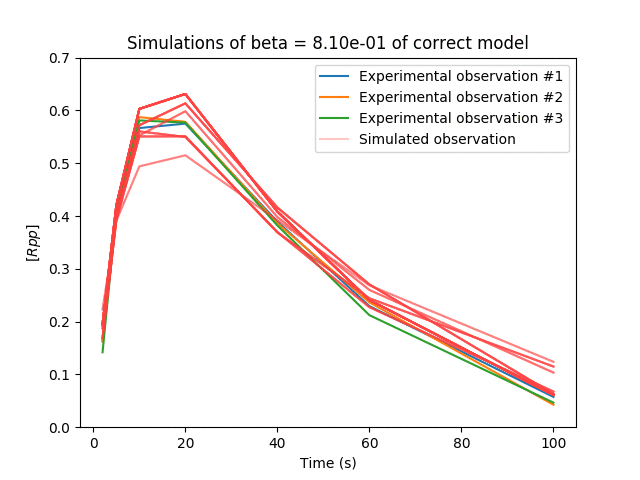 Simulations of beta = 8.10e-01 of correct model
Experimental observation #1
Experimental observation #2
Experimental observation #3
Simulated observation
[Rpp]
0.7
0.6
0.5
0.4
0.3
0.2
0.1
0.0
0 20 40 60 80 100
Time (s)